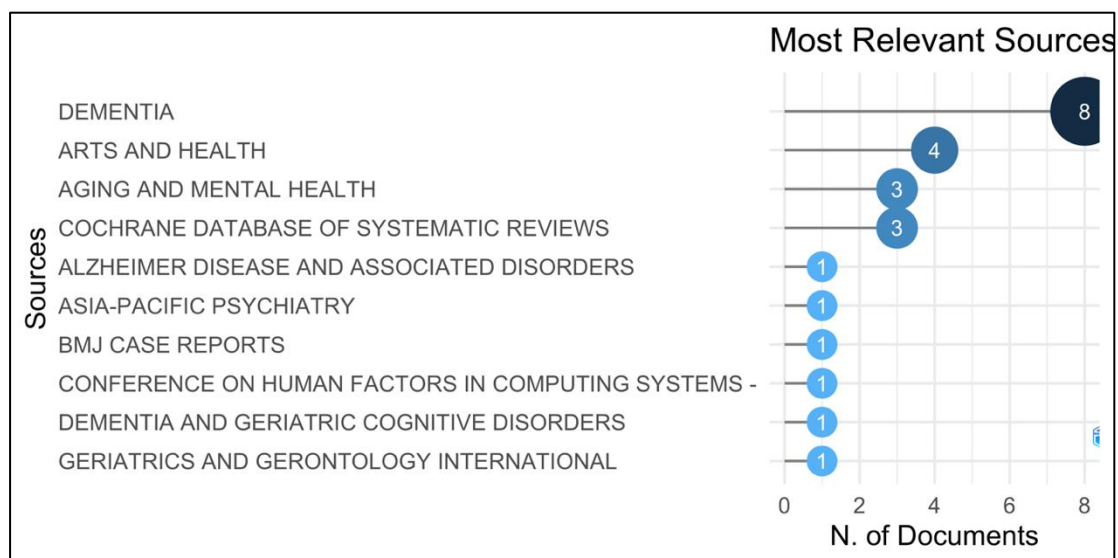 Most Relevant Sources
DEMENTIA
8
ARTS AND HEALTH
4
AGING AND MENTAL HEALTH
3
COCHRANE DATABASE OF SYSTEMATIC REVIEWS
3
ALZHEIMER DISEASE AND ASSOCIATED DISORDERS
1
ASIA-PACIFIC PSYCHIATRY
1
BMJ CASE REPORTS
1
CONFERENCE ON HUMAN FACTORS IN COMPUTING SYSTEMS -
1
DEMENTIA AND GERIATRIC COGNITIVE DISORDERS
1
GERIATRICS AND GERONTOLOGY INTERNATIONAL
1
Sources
0 2 4 6 8
N. of Documents